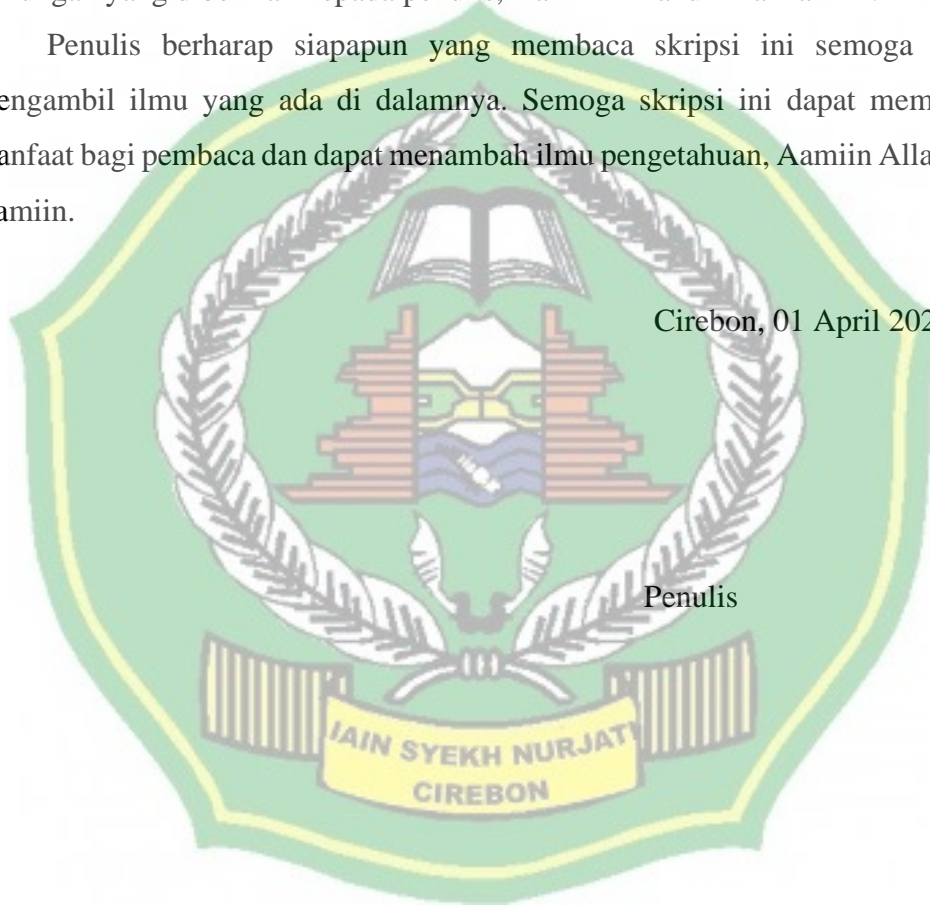 Penulis berharap siapapun yang membaca skripsi ini semoga
engambil ilmu yang ada di dalamnya. Semoga skripsi ini dapat mem
anfaat bagi pembaca dan dapat menambah ilmu pengetahuan, Aamiin Alla
amiin.
Cirebon, 01 April 202
Penulis
IAIN SYEKH NURJATI
CIREBON